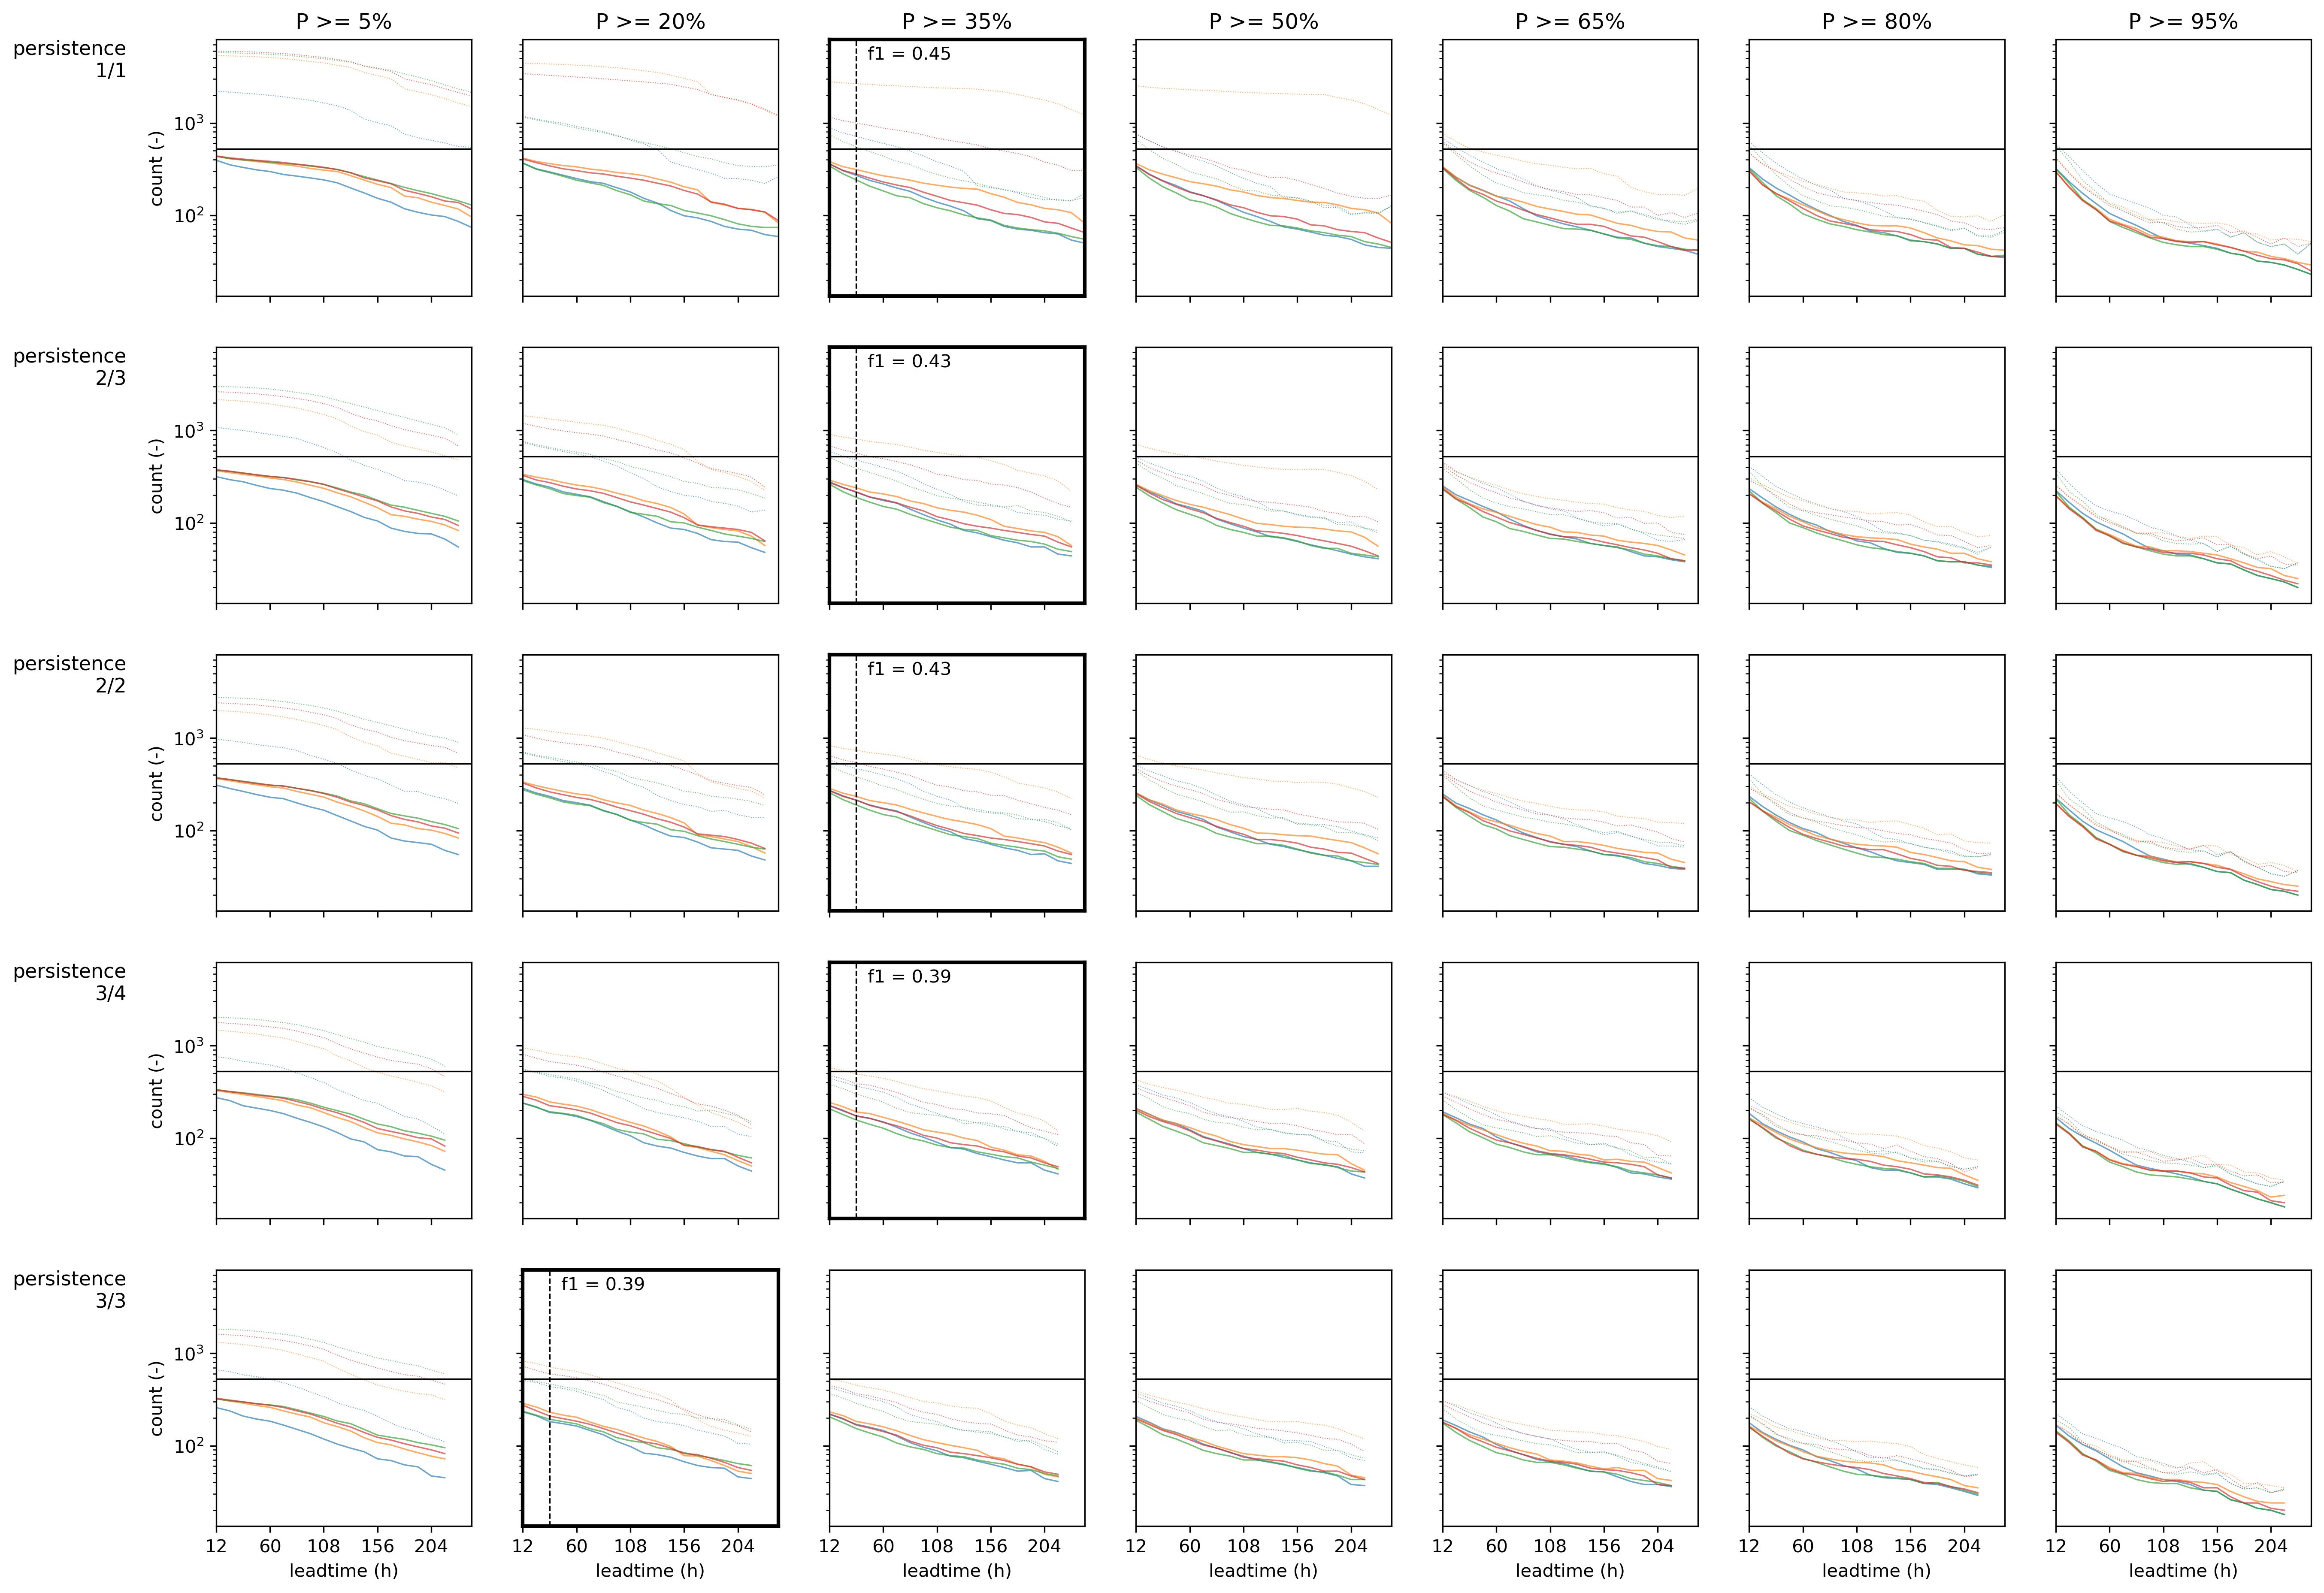 P >= 5% P >= 20% P >= 35% P >= 50% P >= 65% P >= 80% P >= 95%
persistence
1/1
f1 = 0.45
10³
10²
count (-)
persistence
2/3
f1 = 0.43
10³
10²
count (-)
persistence
2/2
f1 = 0.43
10³
10²
count (-)
persistence
3/4
f1 = 0.39
10³
10²
count (-)
persistence
3/3
f1 = 0.39
10³
10²
count (-)
12 60 108 156 204 12 60 108 156 204 12 60 108 156 204 12 60 108 156 204 12 60 108 156 204 12 60 108 156 204 12 60 108 156 204
leadtime (h) leadtime (h) leadtime (h) leadtime (h) leadtime (h) leadtime (h) leadtime (h)